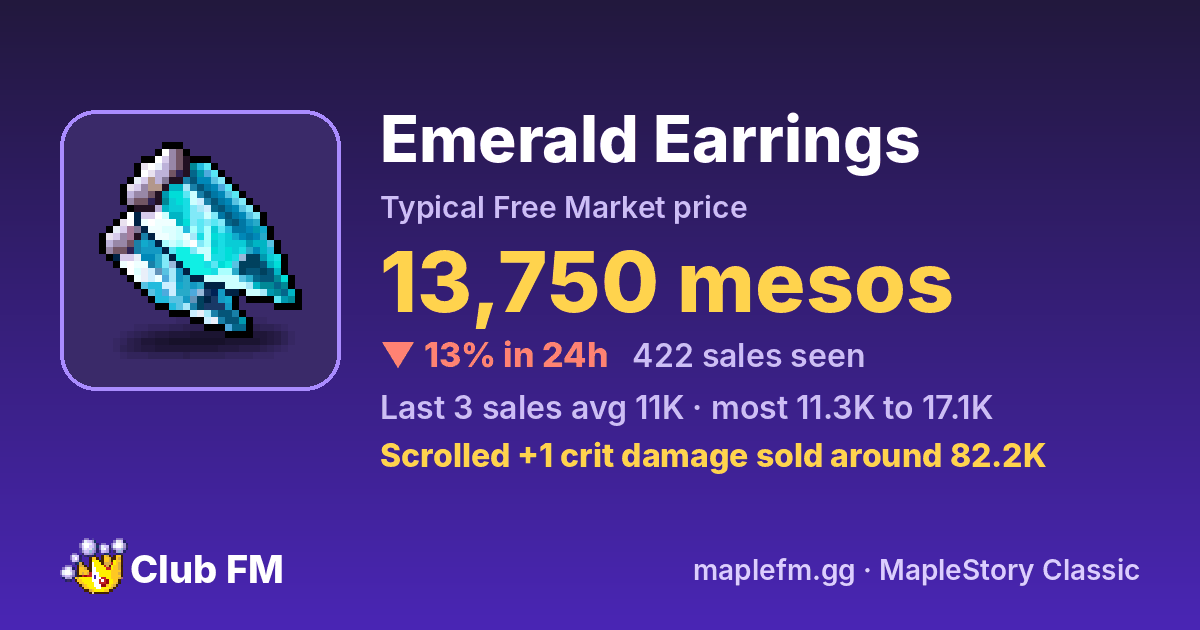 Emerald Earrings
Typical Free Market price
13,750 mesos
▼ 13% in 24h 422 sales seen
Last 3 sales avg 11K · most 11.3K to 17.1K
Scrolled +1 crit damage sold around 82.2K
Club FM
maplefm.gg · MapleStory Classic